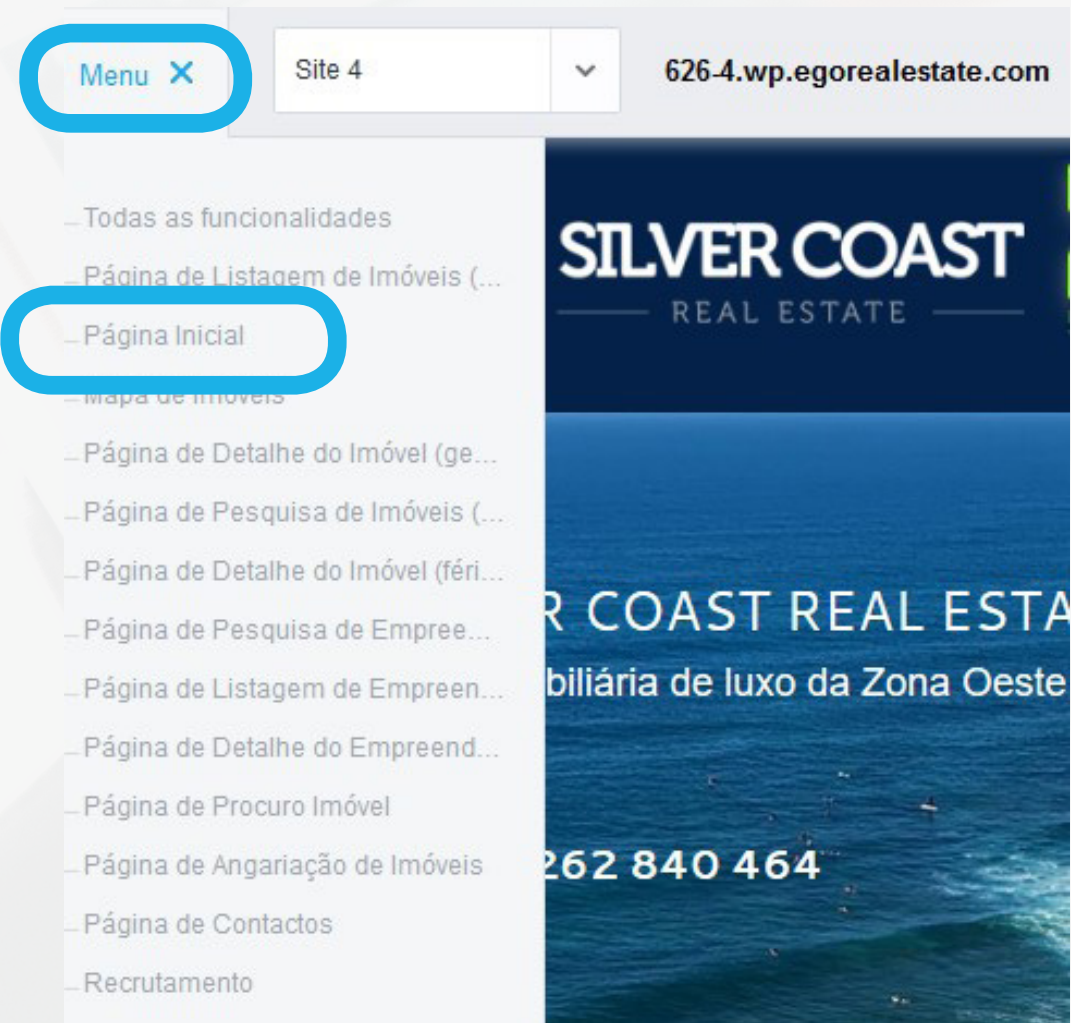 Menu ×
Site 4
626-4.wp.egorealestate.com
Todas as funcionalidades
Página de Listagem de Imóveis (...
Página Inicial
Mapa de Imóveis
Página de Detalhe do Imóvel (ge...
Página de Pesquisa de Imóveis (...
Página de Detalhe do Imóvel (féri...
Página de Pesquisa de Empree...
Página de Listagem de Empreen...
Página de Detalhe do Empreend...
Página de Procuro Imóvel
Página de Angariação de Imóveis
Página de Contactos
Recrutamento
SILVER COAST
REAL ESTATE
R COAST REAL ESTA
biliária de luxo da Zona Oeste
262 840 464